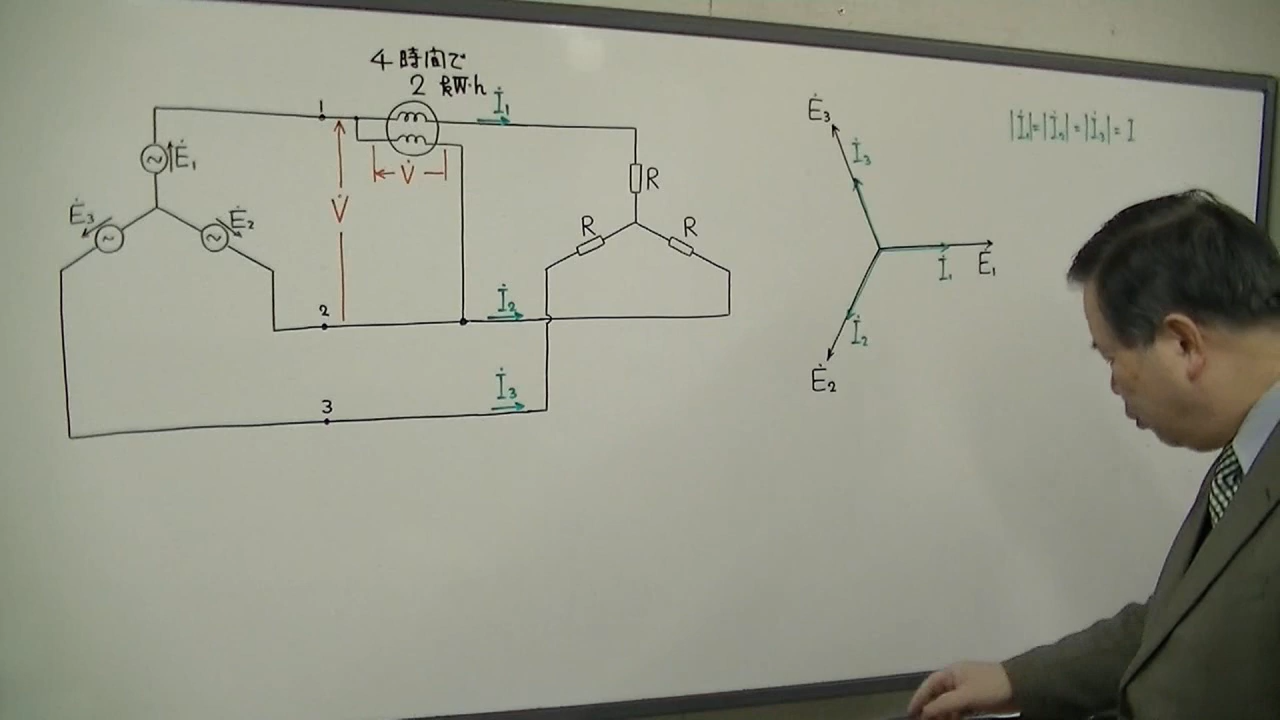 4時間で
2 kW·h
1
İ₁
Ė₁
V̇
V̇
R
Ė₃
Ė₂
R
R
2
İ₂
3
İ₃
Ė₃
İ₃
İ₁
Ė₁
İ₂
Ė₂
|İ₁|=|İ₂|=|İ₃|=I